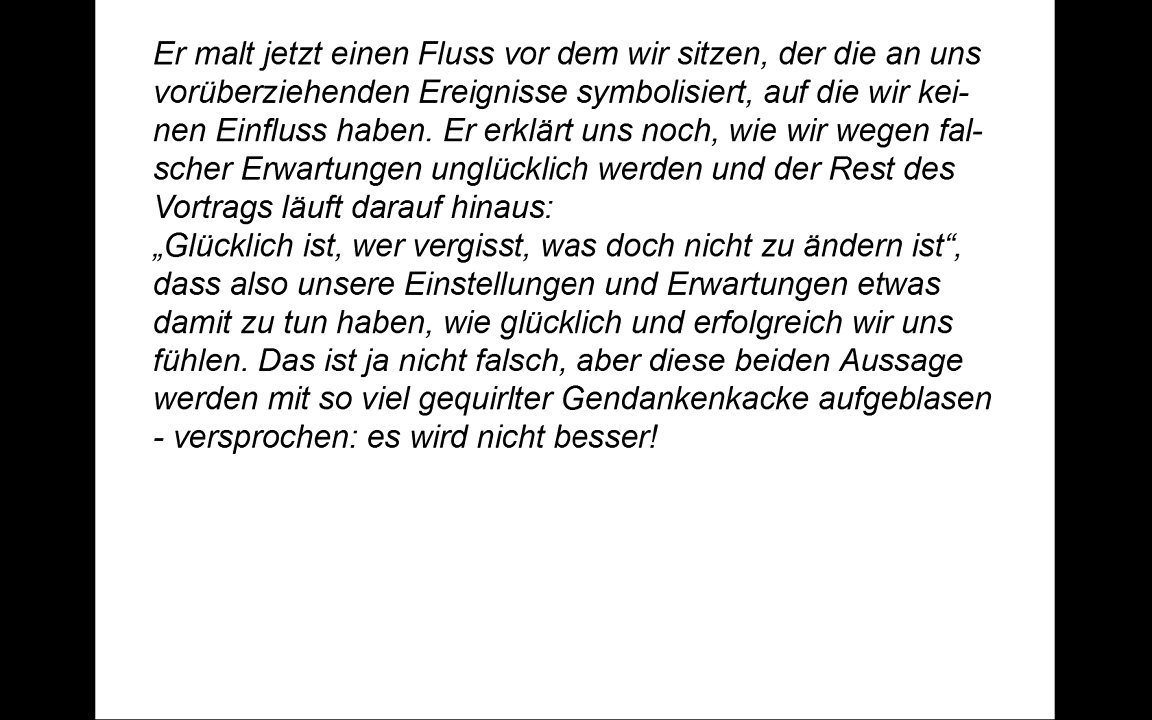 Er malt jetzt einen Fluss vor dem wir sitzen, der die an uns
vorüberziehenden Ereignisse symbolisiert, auf die wir kei-
nen Einfluss haben. Er erklärt uns noch, wie wir wegen fal-
scher Erwartungen unglücklich werden und der Rest des
Vortrags läuft darauf hinaus:
„Glücklich ist, wer vergisst, was doch nicht zu ändern ist“,
dass also unsere Einstellungen und Erwartungen etwas
damit zu tun haben, wie glücklich und erfolgreich wir uns
fühlen. Das ist ja nicht falsch, aber diese beiden Aussage
werden mit so viel gequirlter Gendankenkacke aufgeblasen
- versprochen: es wird nicht besser!